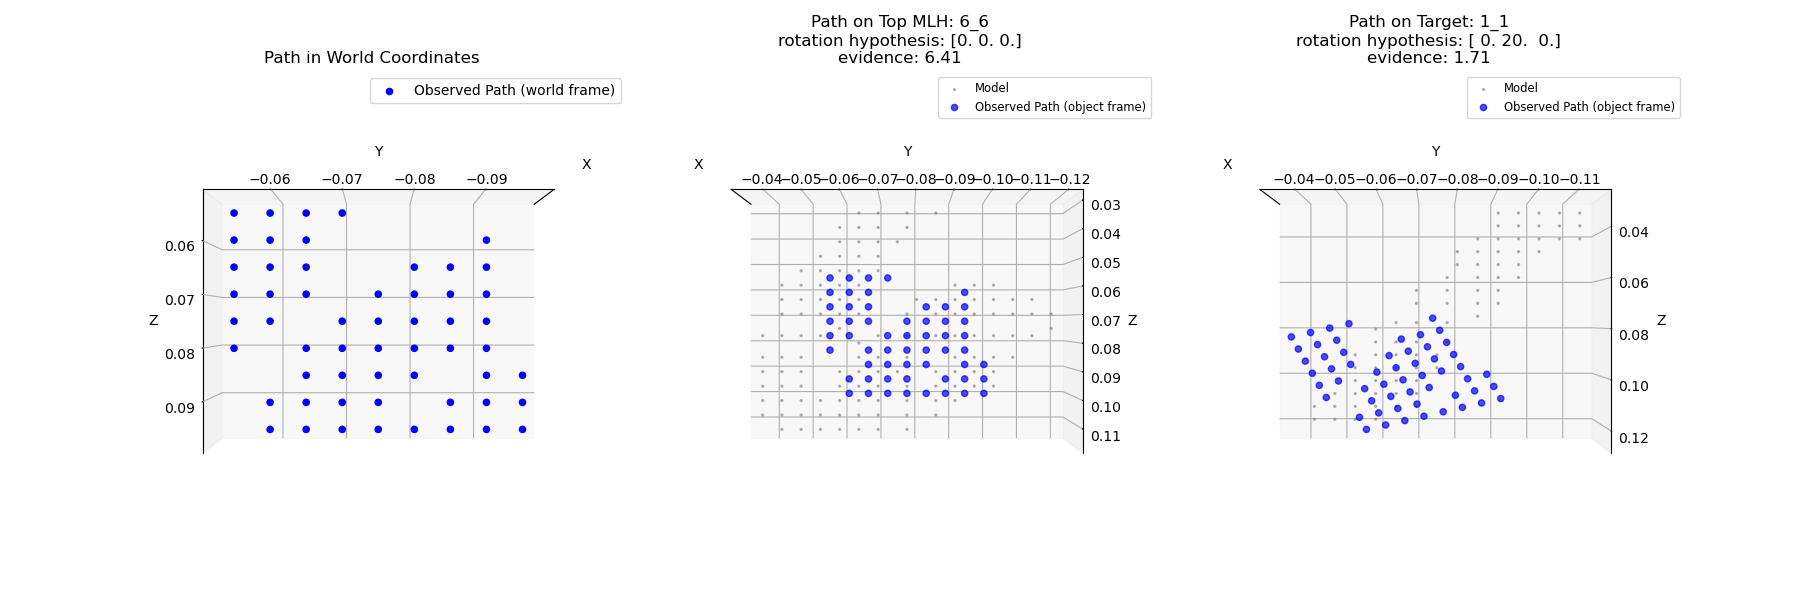 Path in World Coordinates
Observed Path (world frame)
Y
X
−0.06 −0.07 −0.08 −0.09
0.06
0.07
Z
0.08
0.09
Path on Top MLH: 6_6
rotation hypothesis: [0. 0. 0.]
evidence: 6.41
Model
Observed Path (object frame)
Y
X
−0.04 −0.05 −0.06 −0.07 −0.08 −0.09 −0.10 −0.11 −0.12
0.03
0.04
0.05
0.06
0.07
Z
0.08
0.09
0.10
0.11
Path on Target: 1_1
rotation hypothesis: [ 0. 20.  0.]
evidence: 1.71
Model
Observed Path (object frame)
Y
X
−0.04 −0.05 −0.06 −0.07 −0.08 −0.09 −0.10 −0.11
0.04
0.06
Z
0.08
0.10
0.12